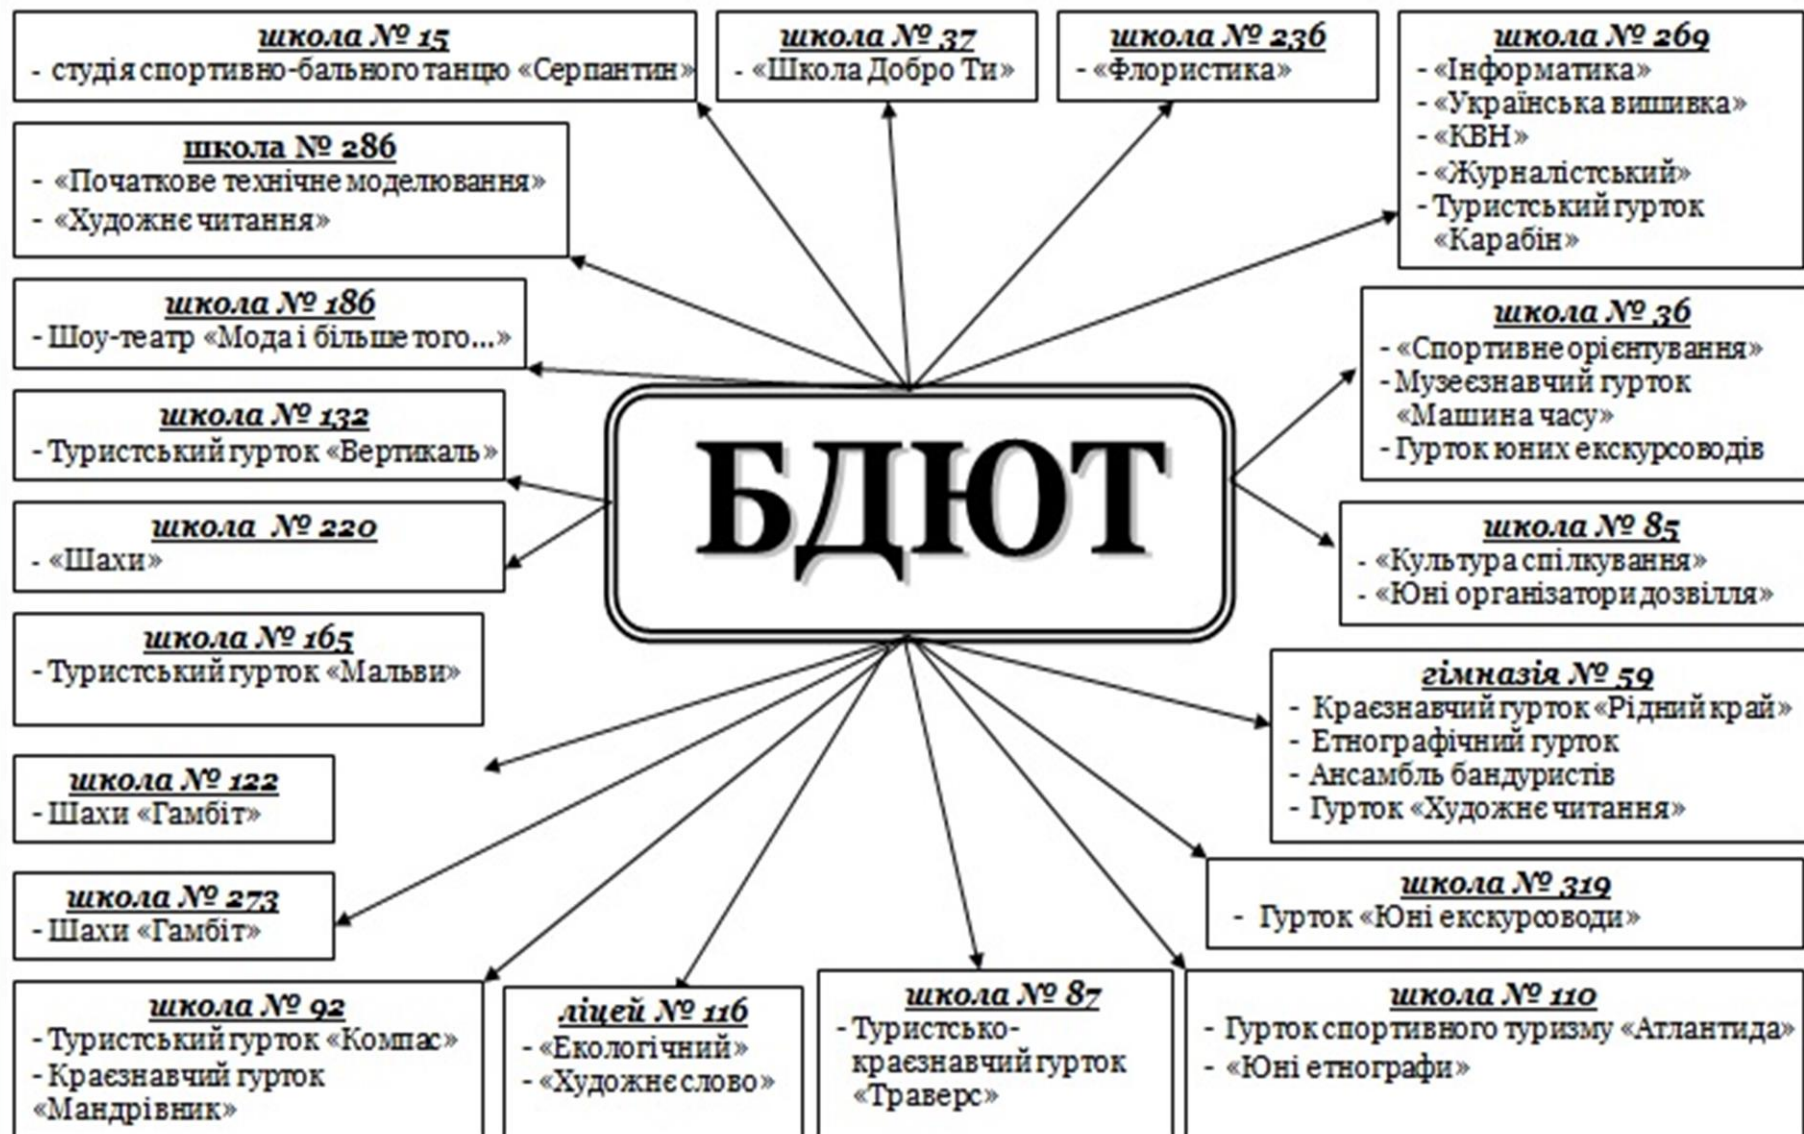 школа № 15
- студія спортивно-бального танцю «Серпантин»
школа № 37
- «Школа Добро Ти»
школа № 236
- «Флористика»
школа № 269
- «Інформатика»
- «Українська вишивка»
- «КВН»
- «Журналістський»
- Туристський гурток
«Карабін»
школа № 286
- «Початкове технічне моделювання»
- «Художнє читання»
школа № 186
- Шоу-театр «Мода і більше того...»
школа № 36
- «Спортивне орієнтування»
- Музеєзнавчий гурток
«Машина часу»
- Гурток юних екскурсоводів
школа № 132
- Туристський гурток «Вертикаль»
БДЮТ
школа № 220
- «Шахи»
школа № 85
- «Культура спілкування»
- «Юні організатори дозвілля»
школа № 165
- Туристський гурток «Мальви»
гімназія № 59
- Краєзнавчий гурток «Рідний край»
- Етнографічний гурток
- Ансамбль бандуристів
- Гурток «Художнє читання»
школа № 122
- Шахи «Гамбіт»
школа № 273
- Шахи «Гамбіт»
школа № 319
- Гурток «Юні екскурсоводи»
школа № 92
- Туристський гурток «Компас»
- Краєзнавчий гурток
«Мандрівник»
ліцей № 116
- «Екологічний»
- «Художнє слово»
школа № 87
- Туристсько-
краєзнавчий гурток
«Траверс»
школа № 110
- Гурток спортивного туризму «Атлантида»
- «Юні етнографи»